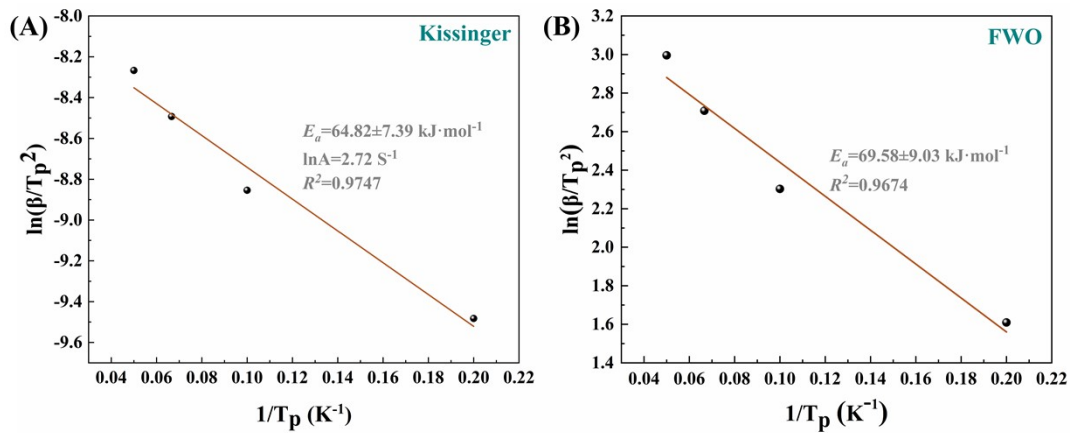 (A)
Kissinger
-8.0
-8.2
-8.4
-8.6
-8.8
-9.0
-9.2
-9.4
-9.6
ln(β/Tp²)
Eₐ=64.82±7.39 kJ·mol⁻¹
lnA=2.72 S⁻¹
R²=0.9747
0.04 0.06 0.08 0.10 0.12 0.14 0.16 0.18 0.20 0.22
1/Tp (K⁻¹)
(B)
FWO
3.2
3.0
2.8
2.6
2.4
2.2
2.0
1.8
1.6
1.4
ln(β/Tp²)
Eₐ=69.58±9.03 kJ·mol⁻¹
R²=0.9674
0.04 0.06 0.08 0.10 0.12 0.14 0.16 0.18 0.20 0.22
1/Tp (K⁻¹)